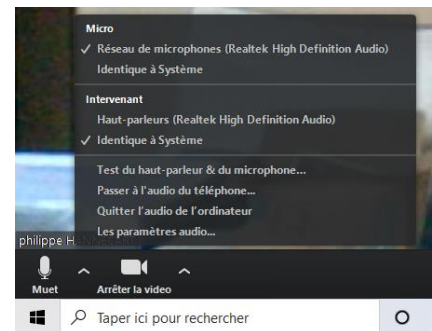 Micro
✓ Réseau de microphones (Realtek High Definition Audio)
Identique à Système
Intervenant
Haut-parleurs (Realtek High Definition Audio)
✓ Identique à Système
Test du haut-parleur & du microphone...
Passer à l'audio du téléphone...
Quitter l'audio de l'ordinateur
Les paramètres audio...
philippe H
Muet
Arrêter la video
Taper ici pour rechercher